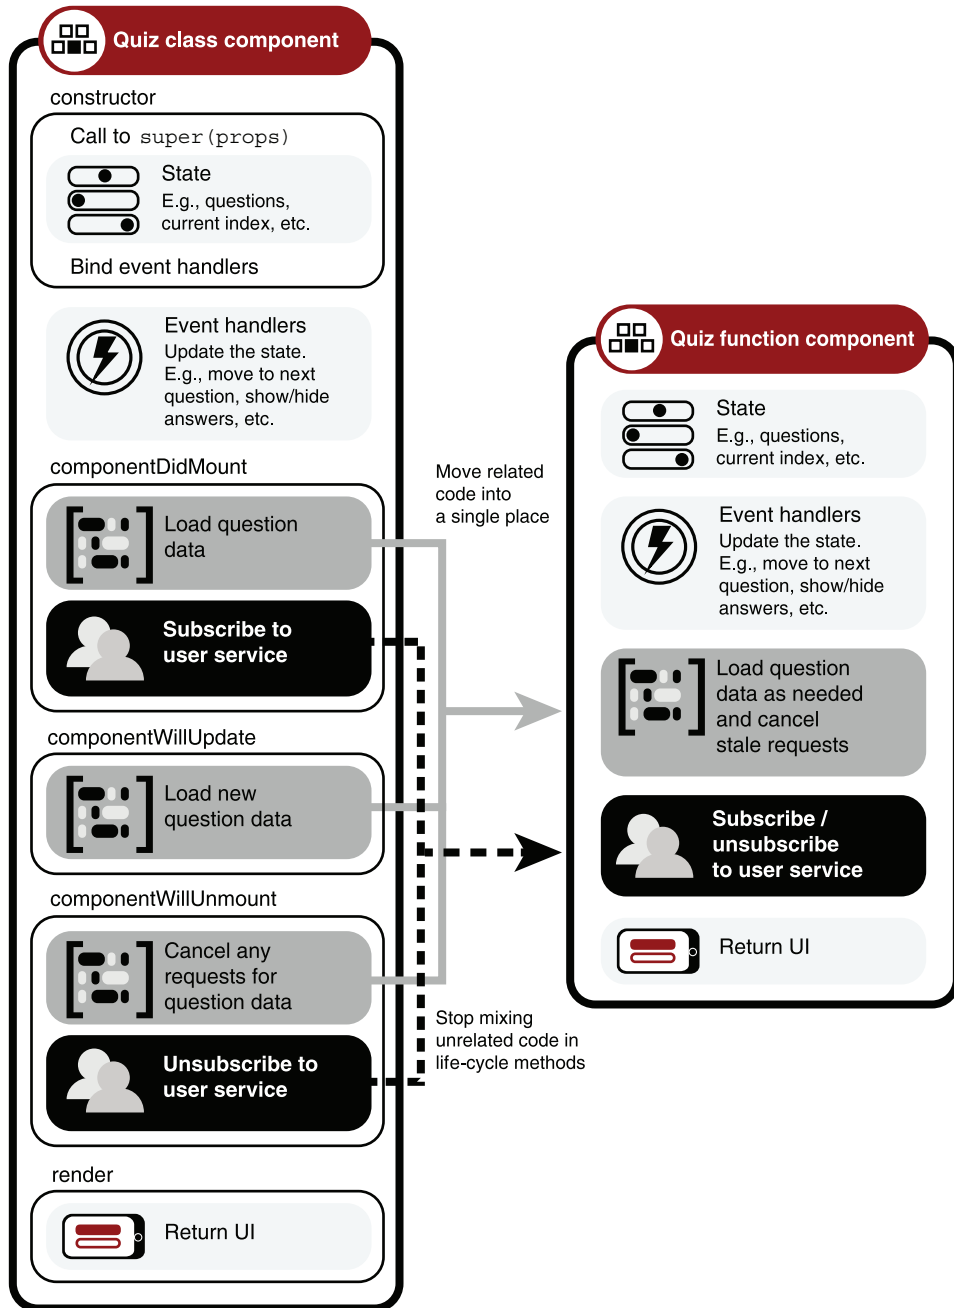 Quiz class component
constructor
Call to super(props)
State
E.g., questions,
current index, etc.
Bind event handlers
Event handlers
Update the state.
E.g., move to next
question, show/hide
answers, etc.
componentDidMount
Load question
data
Subscribe to
user service
componentWillUpdate
Load new
question data
componentWillUnmount
Cancel any
requests for
question data
Unsubscribe to
user service
render
Return UI
Move related
code into
a single place
Stop mixing
unrelated code in
life-cycle methods
Quiz function component
State
E.g., questions,
current index, etc.
Event handlers
Update the state.
E.g., move to next
question, show/hide
answers, etc.
Load question
data as needed
and cancel
stale requests
Subscribe /
unsubscribe
to user service
Return UI